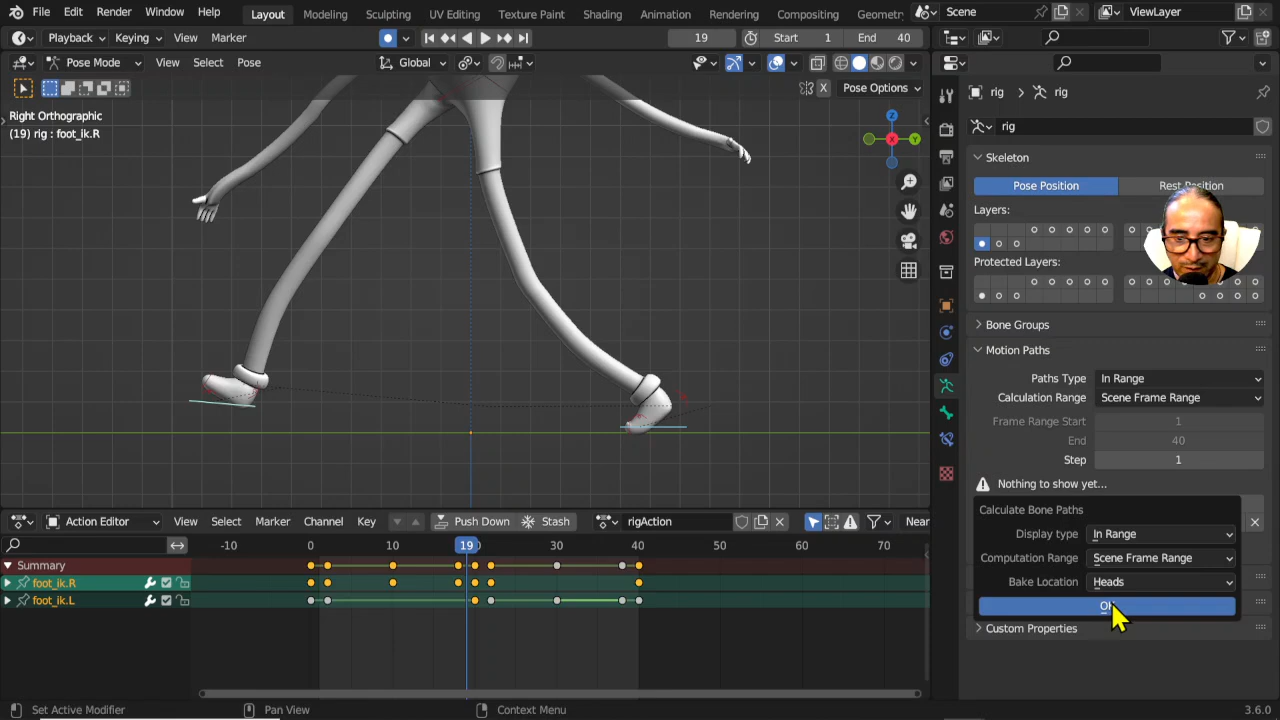 File Edit Render Window Help Layout Modeling Sculpting UV Editing Texture Paint Shading Animation Rendering Compositing Geometr Scene ViewLayer
Playback Keying View Marker 19 Start 1 End 40
Pose Mode View Select Pose Global
X Pose Options
Right Orthographic
(19) rig : foot_ik.R
Z
X
Y
rig rig
rig
Skeleton
Pose Position Rest Position
Layers:
Protected Layers:
Bone Groups
Motion Paths
Paths Type In Range
Calculation Range Scene Frame Range
Frame Range Start 1
End 40
Step 1
Nothing to show yet...
Calculate Bone Paths
Display type In Range
Computation Range Scene Frame Range
Bake Location Heads
Custom Properties
Action Editor View Select Marker Channel Key Push Down Stash rigAction Near
-10 0 10 19 30 40 50 60 70
Summary
foot_ik.R
foot_ik.L
Set Active Modifier Pan View Context Menu 3.6.0